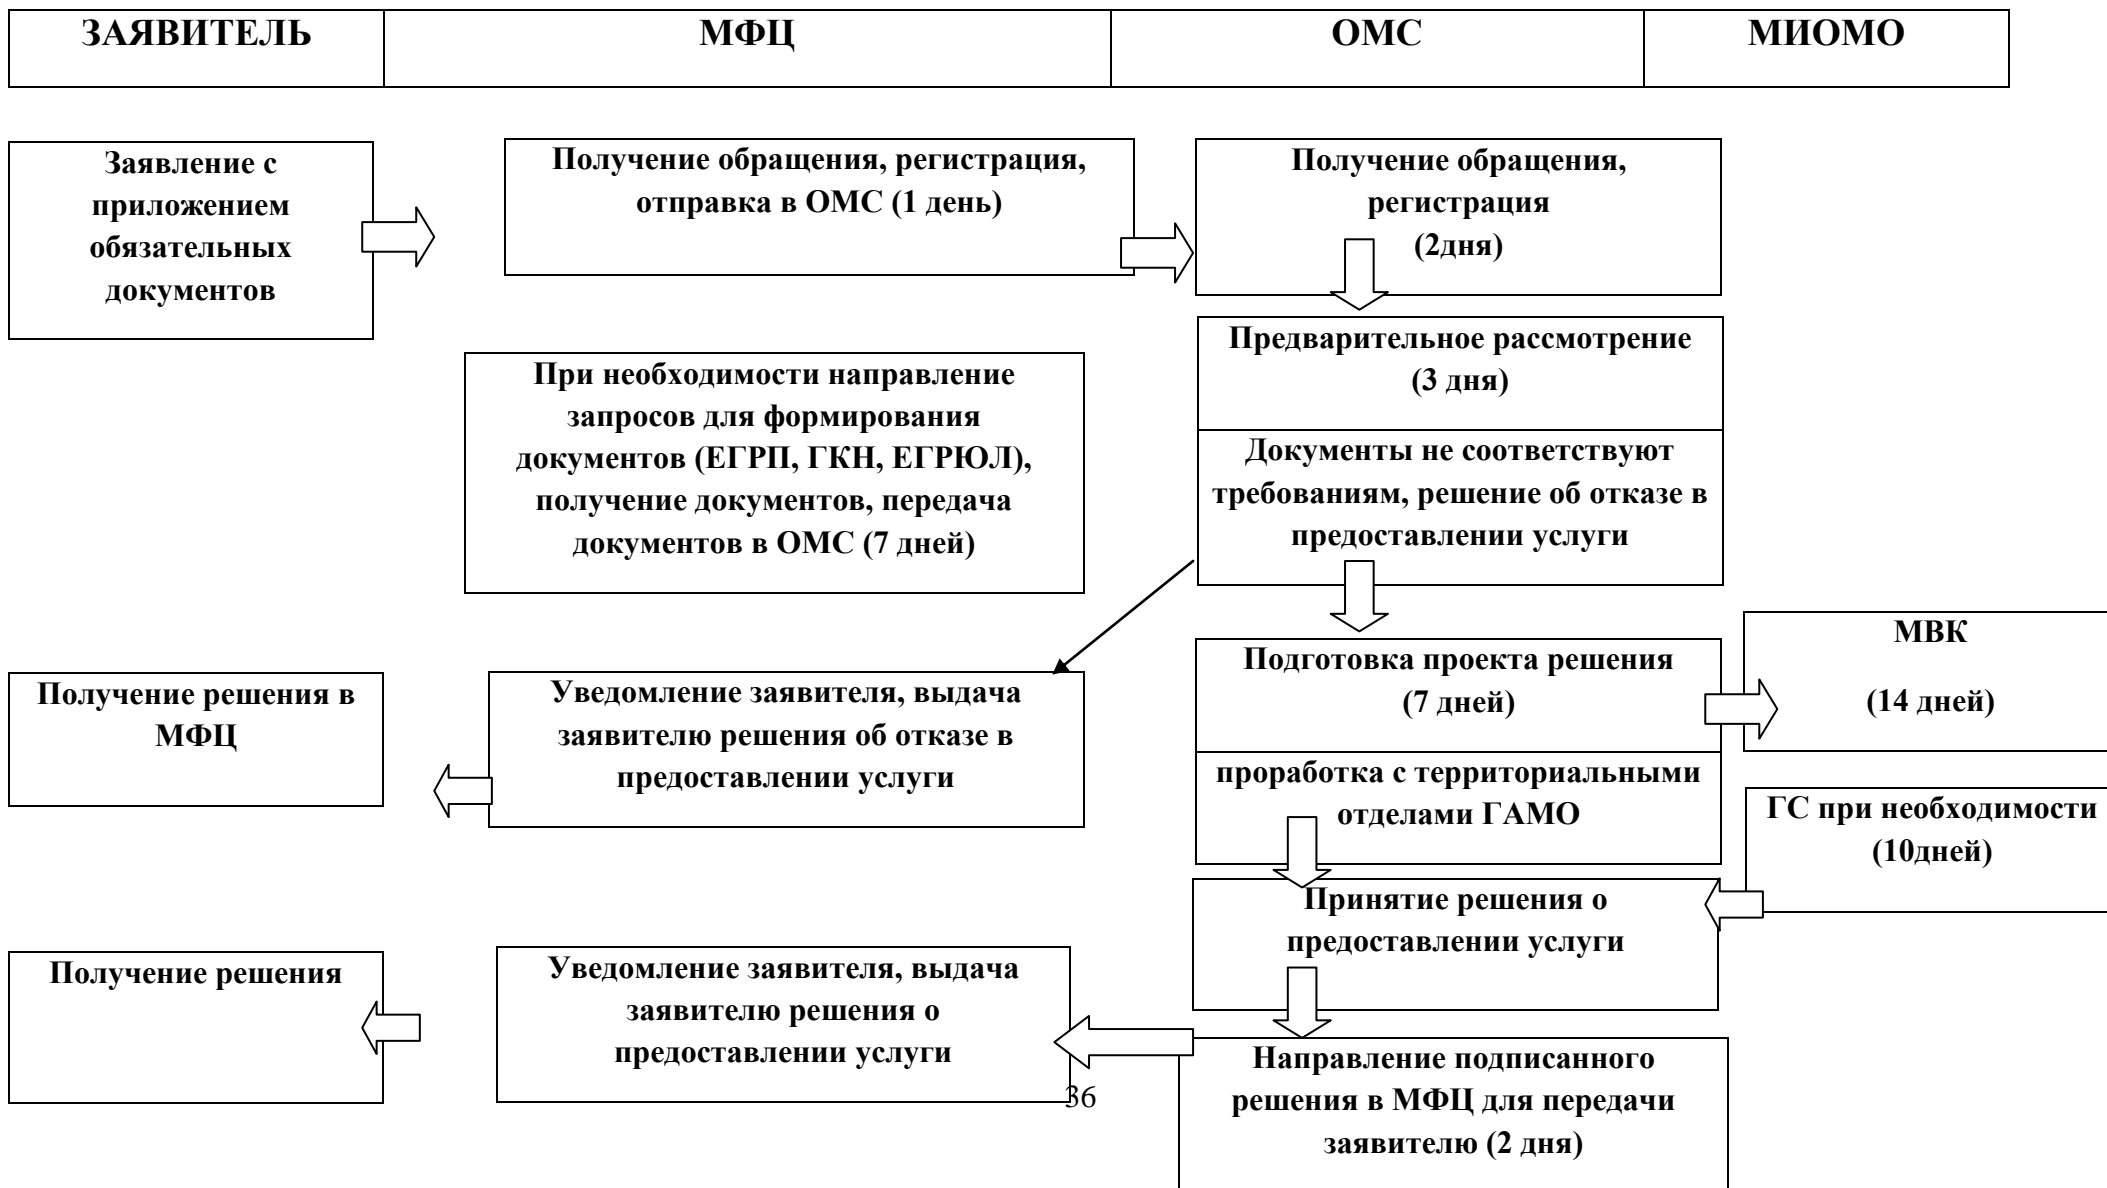 ЗАЯВИТЕЛЬ
МФЦ
ОМС
МИОМО
Заявление с
приложением
обязательных
документов
Получение обращения, регистрация,
отправка в ОМС (1 день)
Получение обращения,
регистрация
(2дня)
Предварительное рассмотрение
(3 дня)
При необходимости направление
запросов для формирования
документов (ЕГРП, ГКН, ЕГРЮЛ),
получение документов, передача
документов в ОМС (7 дней)
Документы не соответствуют
требованиям, решение об отказе в
предоставлении услуги
Подготовка проекта решения
(7 дней)
МВК
(14 дней)
Получение решения в
МФЦ
Уведомление заявителя, выдача
заявителю решения об отказе в
предоставлении услуги
проработка с территориальными
отделами ГАМО
ГС при необходимости
(10дней)
Принятие решения о
предоставлении услуги
Получение решения
Уведомление заявителя, выдача
заявителю решения о
предоставлении услуги
Направление подписанного
решения в МФЦ для передачи
заявителю (2 дня)
36